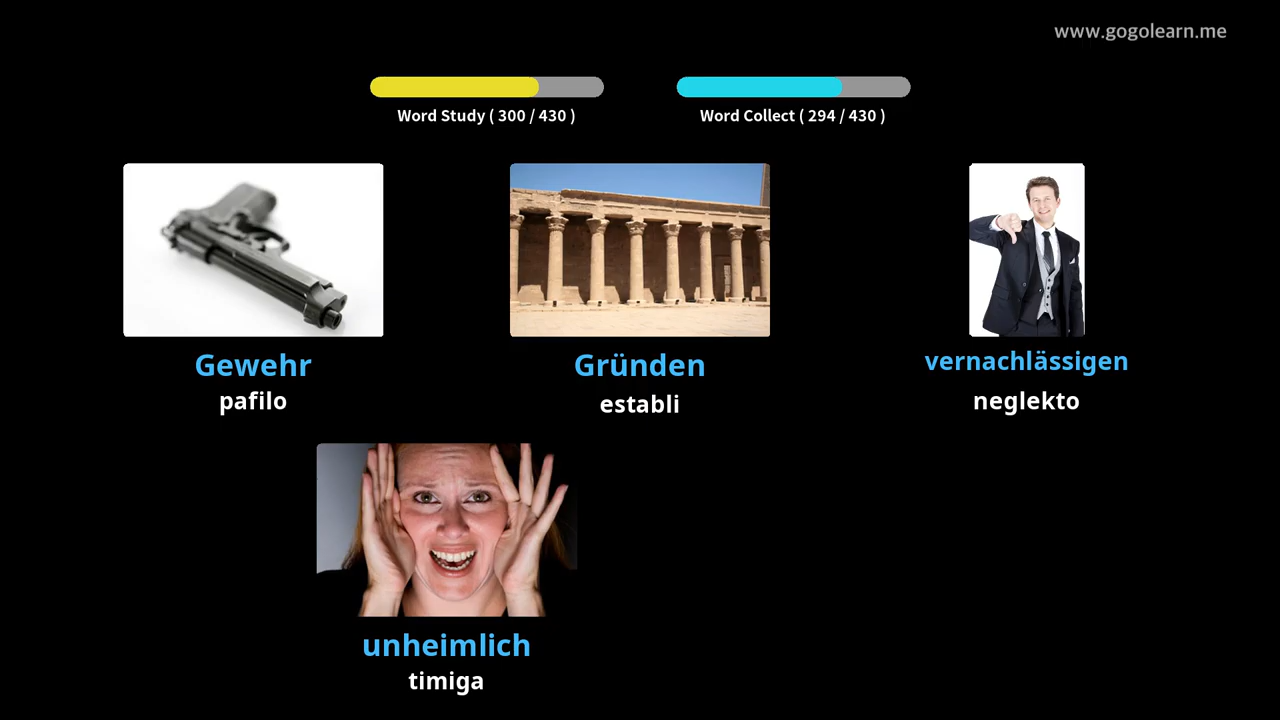 www.gogolearn.me
Word Study ( 300 / 430 )
Word Collect ( 294 / 430 )
Gewehr
pafilo
Gründen
establi
vernachlässigen
neglekto
unheimlich
timiga